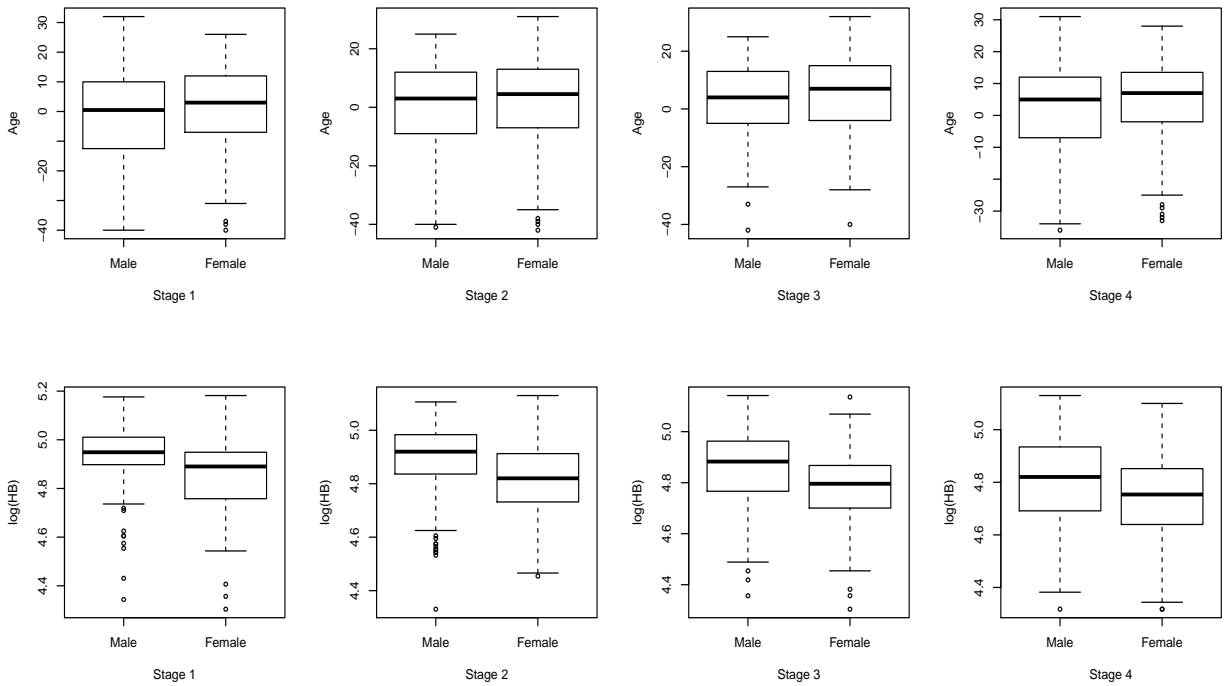 Age
30
20
10
0
−20
−40
Male
Female
Stage 1
Age
20
0
−20
−40
Male
Female
Stage 2
Age
20
0
−20
−40
Male
Female
Stage 3
Age
30
20
10
0
−10
−30
Male
Female
Stage 4
log(HB)
5.2
5.0
4.8
4.6
4.4
Male
Female
Stage 1
log(HB)
5.0
4.8
4.6
4.4
Male
Female
Stage 2
log(HB)
5.0
4.8
4.6
4.4
Male
Female
Stage 3
log(HB)
5.0
4.8
4.6
4.4
Male
Female
Stage 4